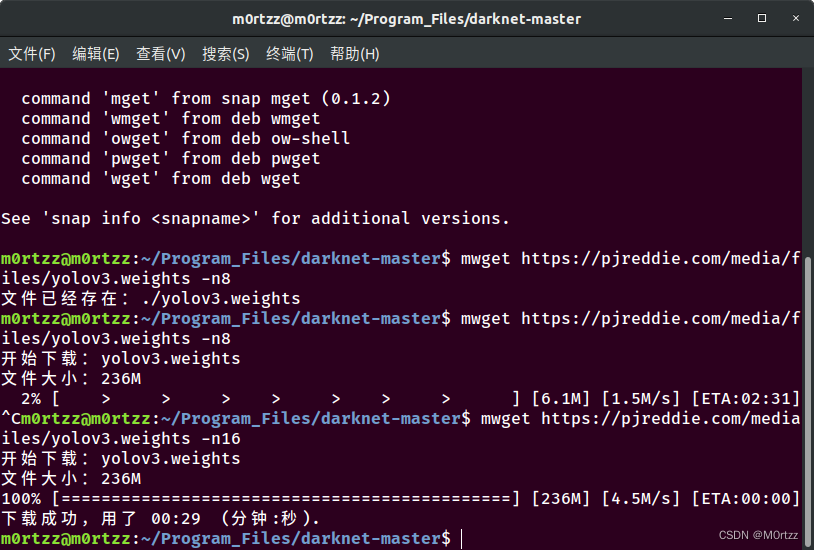 m0rtzz@m0rtzz: ~/Program_Files/darknet-master
文件(F) 编辑(E) 查看(V) 搜索(S) 终端(T) 帮助(H)
command 'mget' from snap mget (0.1.2)
command 'wmget' from deb wmget
command 'owget' from deb ow-shell
command 'pwget' from deb pwget
command 'wget' from deb wget
See 'snap info <snapname>' for additional versions.
m0rtzz@m0rtzz:~/Program_Files/darknet-master$ mwget https://pjreddie.com/media/f
iles/yolov3.weights -n8
文件已经存在：./yolov3.weights
m0rtzz@m0rtzz:~/Program_Files/darknet-master$ mwget https://pjreddie.com/media/f
iles/yolov3.weights -n8
开始下载：yolov3.weights
文件大小：236M
2% [    >     >     >    >     >    >     >      ] [6.1M] [1.5M/s] [ETA:02:31]
^Cm0rtzz@m0rtzz:~/Program_Files/darknet-master$ mwget https://pjreddie.com/media
iles/yolov3.weights -n16
开始下载：yolov3.weights
文件大小：236M
100% [=============================================] [236M] [4.5M/s] [ETA:00:00]
下载成功，用了 00:29 （分钟:秒）.
m0rtzz@m0rtzz:~/Program_Files/darknet-master$
CSDN @M0rtzz